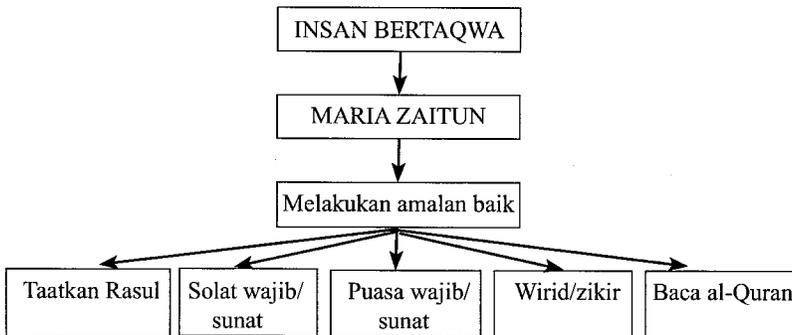 INSAN BERTAQWA
MARIA ZAITUN
Melakukan amalan baik
Taatkan Rasul
Solat wajib/
sunat
Puasa wajib/
sunat
Wirid/zikir
Baca al-Quran